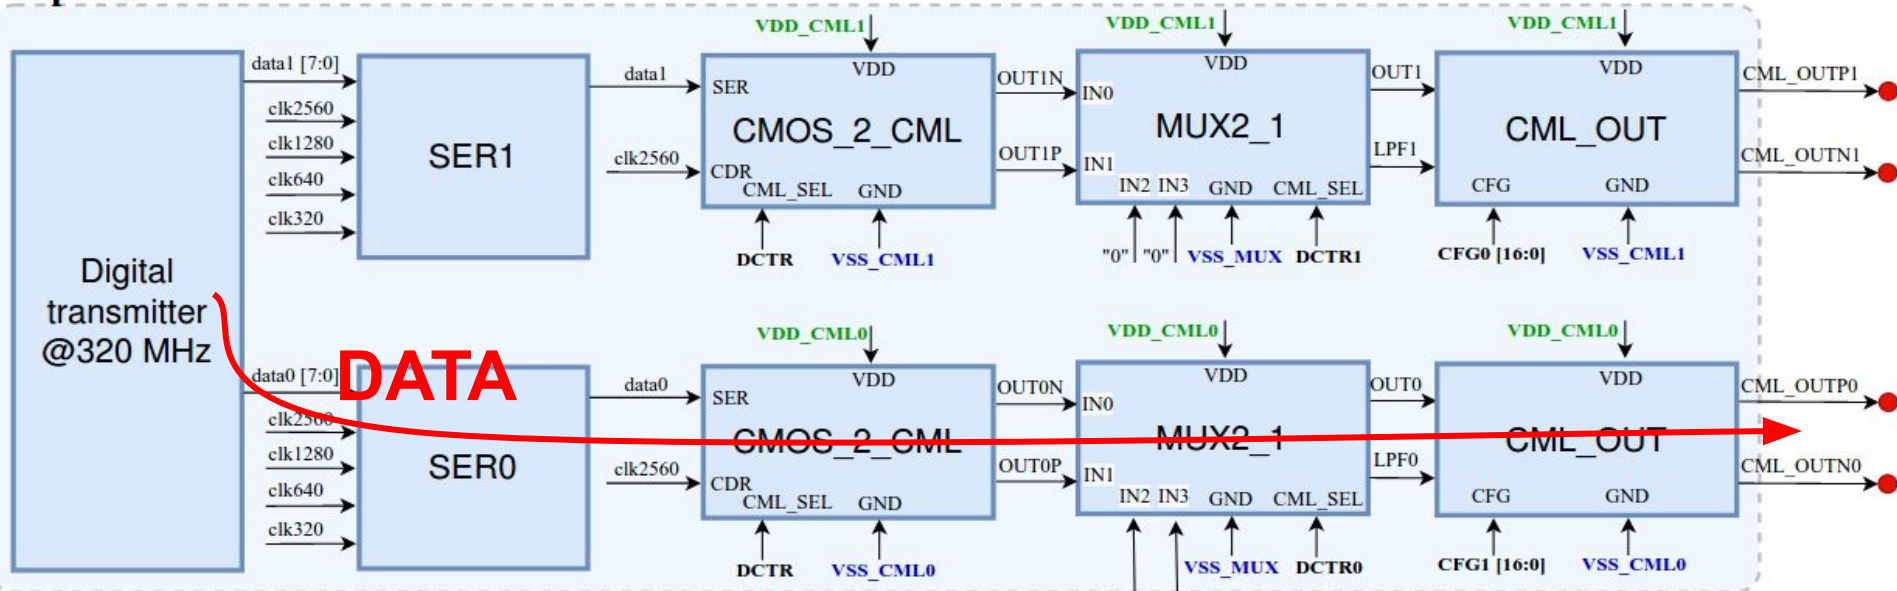 VDD_CML1
VDD_CML1
VDD_CML1
data1 [7:0]
clk2560
clk1280
clk640
clk320
SER1
data1
clk2560
SER
VDD
CMOS_2_CML
CDR
CML_SEL
GND
DCTR
VSS_CML1
OUT1N
OUT1P
IN0
VDD
MUX2_1
IN1
IN2
IN3
GND
CML_SEL
"0"
"0"
VSS_MUX
DCTR1
OUT1
LPF1
VDD
CML_OUT
CFG
GND
CFG0 [16:0]
VSS_CML1
CML_OUTP1
CML_OUTN1
Digital
transmitter
@320 MHz
DATA
VDD_CML0
VDD_CML0
VDD_CML0
data0 [7:0]
clk2560
clk1280
clk640
clk320
SER0
data0
clk2560
SER
VDD
CMOS_2_CML
CDR
CML_SEL
GND
DCTR
VSS_CML0
OUT0N
OUT0P
IN0
VDD
MUX2_1
IN1
IN2
IN3
GND
CML_SEL
VSS_MUX
DCTR0
OUT0
LPF0
VDD
CML_OUT
CFG
GND
CFG1 [16:0]
VSS_CML0
CML_OUTP0
CML_OUTN0